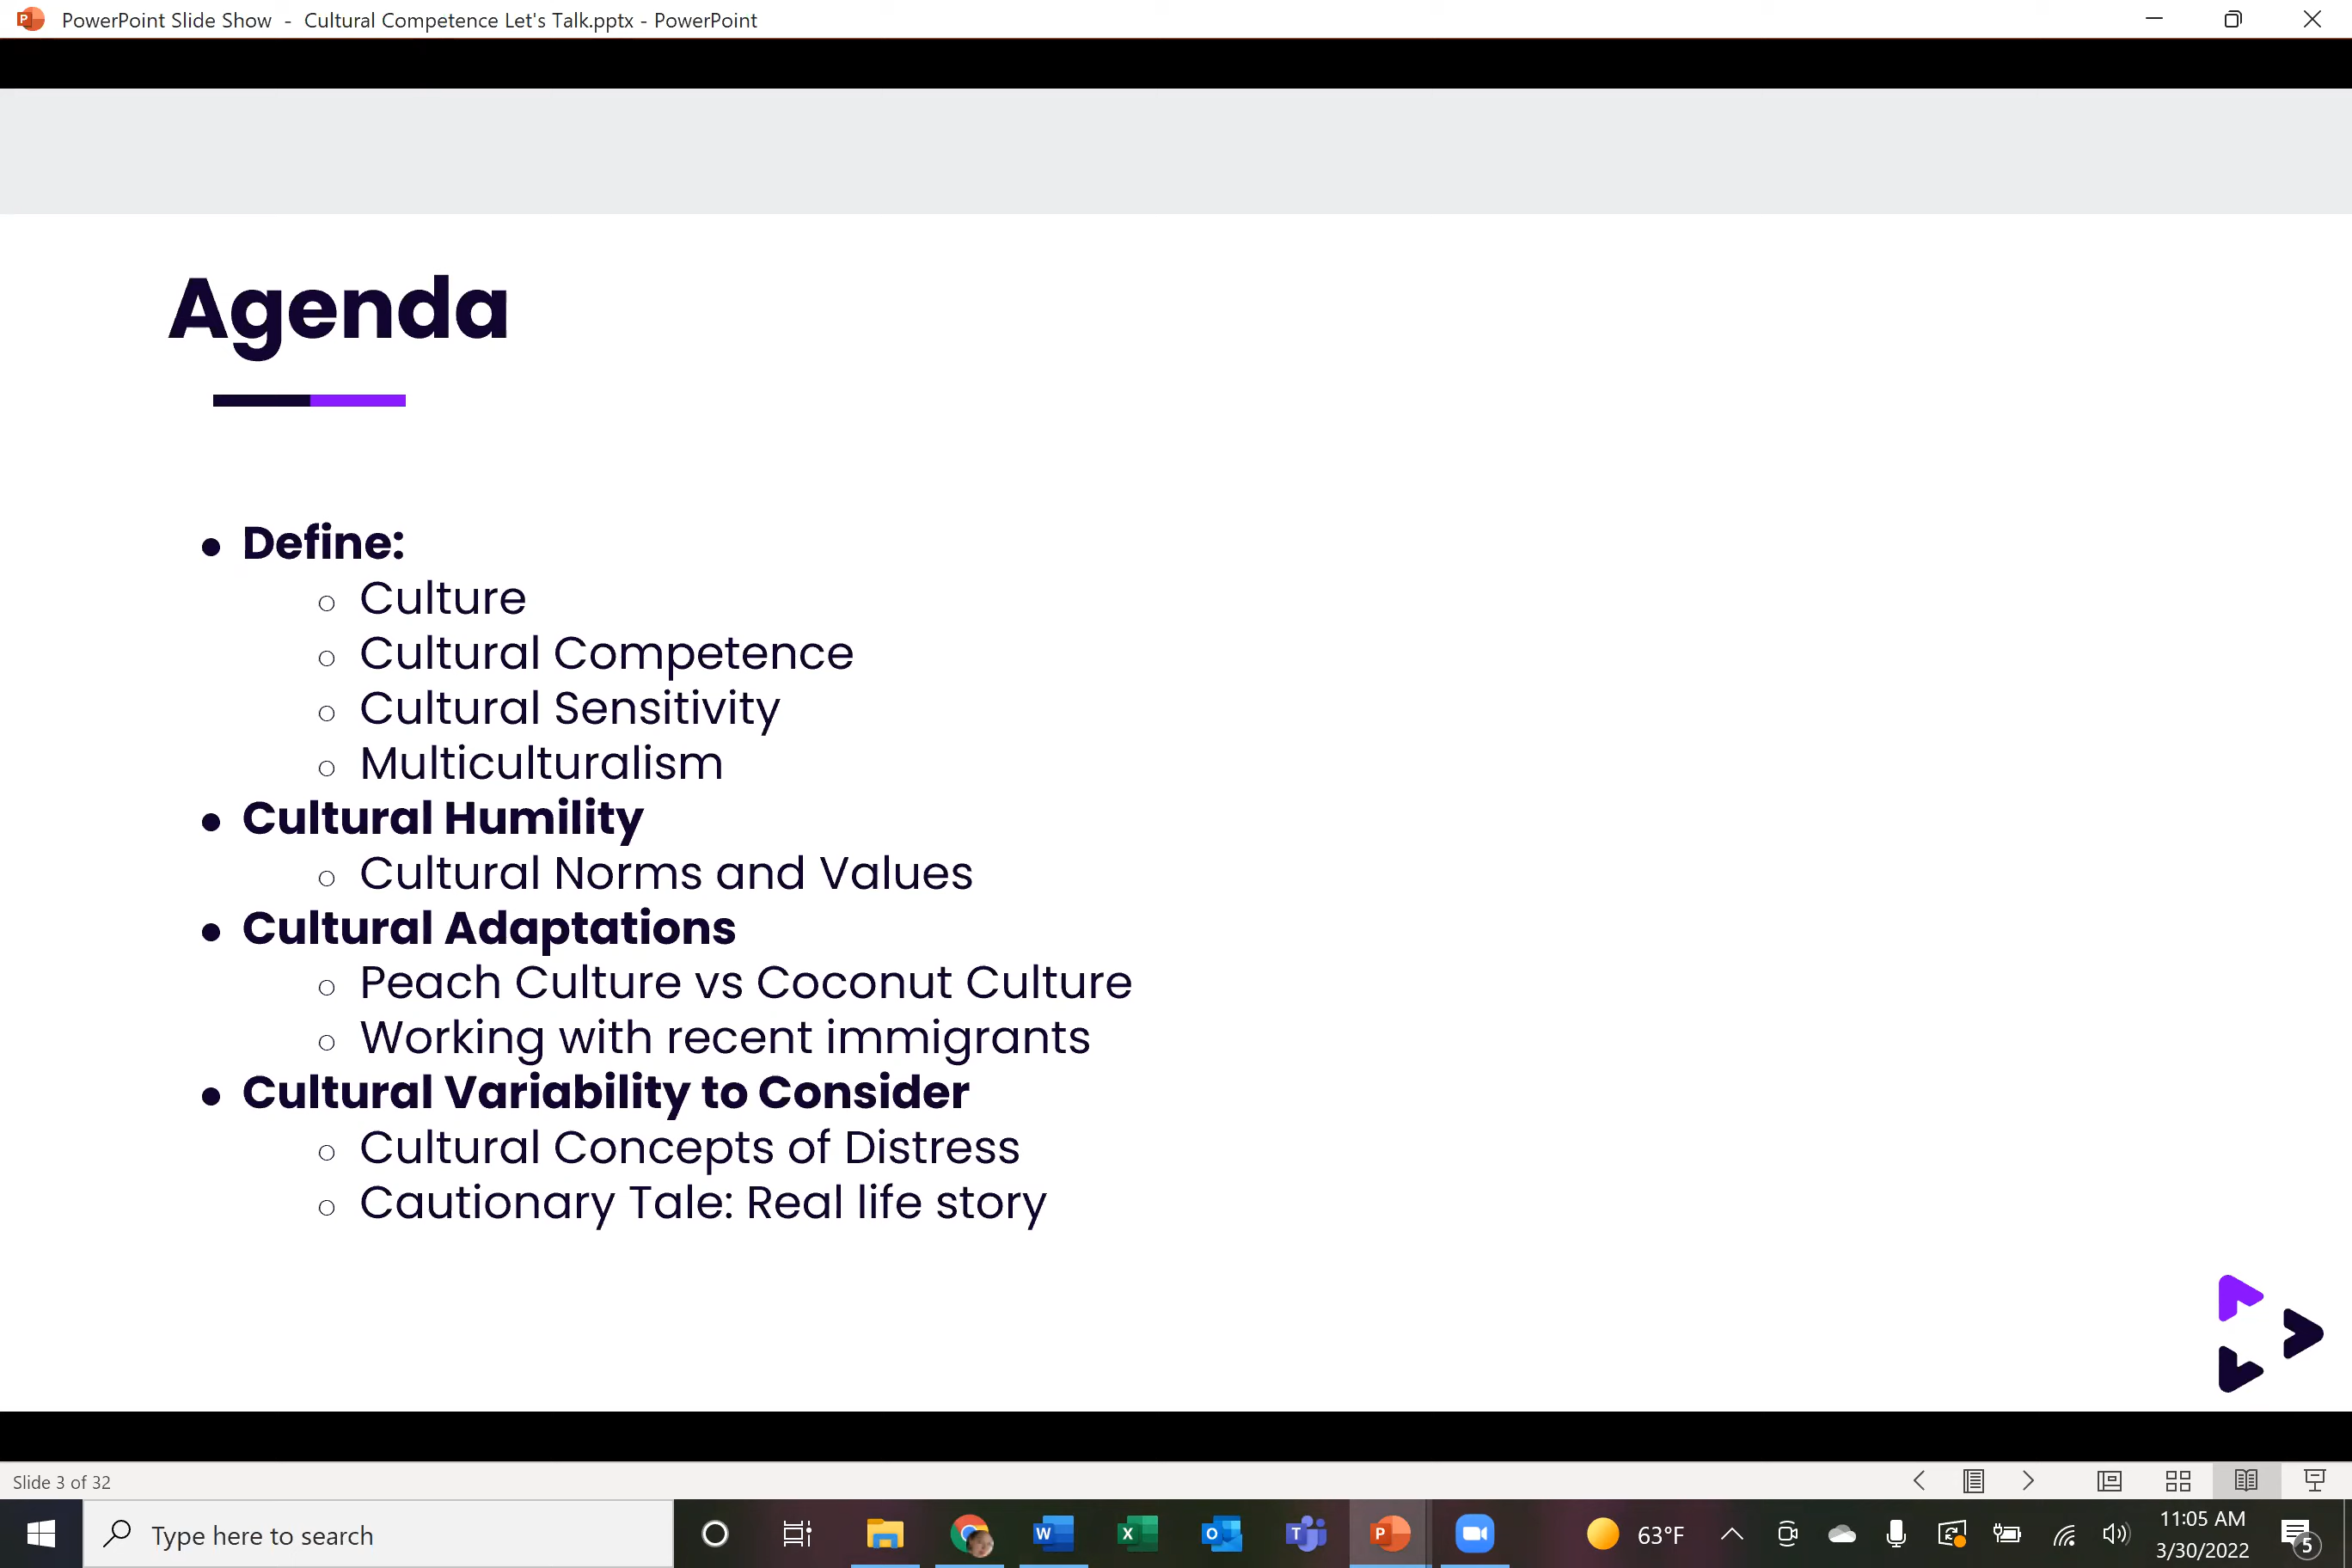 PowerPoint Slide Show - Cultural Competence Let's Talk.pptx - PowerPoint
Agenda
● Define:
○ Culture
○ Cultural Competence
○ Cultural Sensitivity
○ Multiculturalism
● Cultural Humility
○ Cultural Norms and Values
● Cultural Adaptations
○ Peach Culture vs Coconut Culture
○ Working with recent immigrants
● Cultural Variability to Consider
○ Cultural Concepts of Distress
○ Cautionary Tale: Real life story
Slide 3 of 32
Type here to search
63°F
11:05 AM
3/30/2022
5